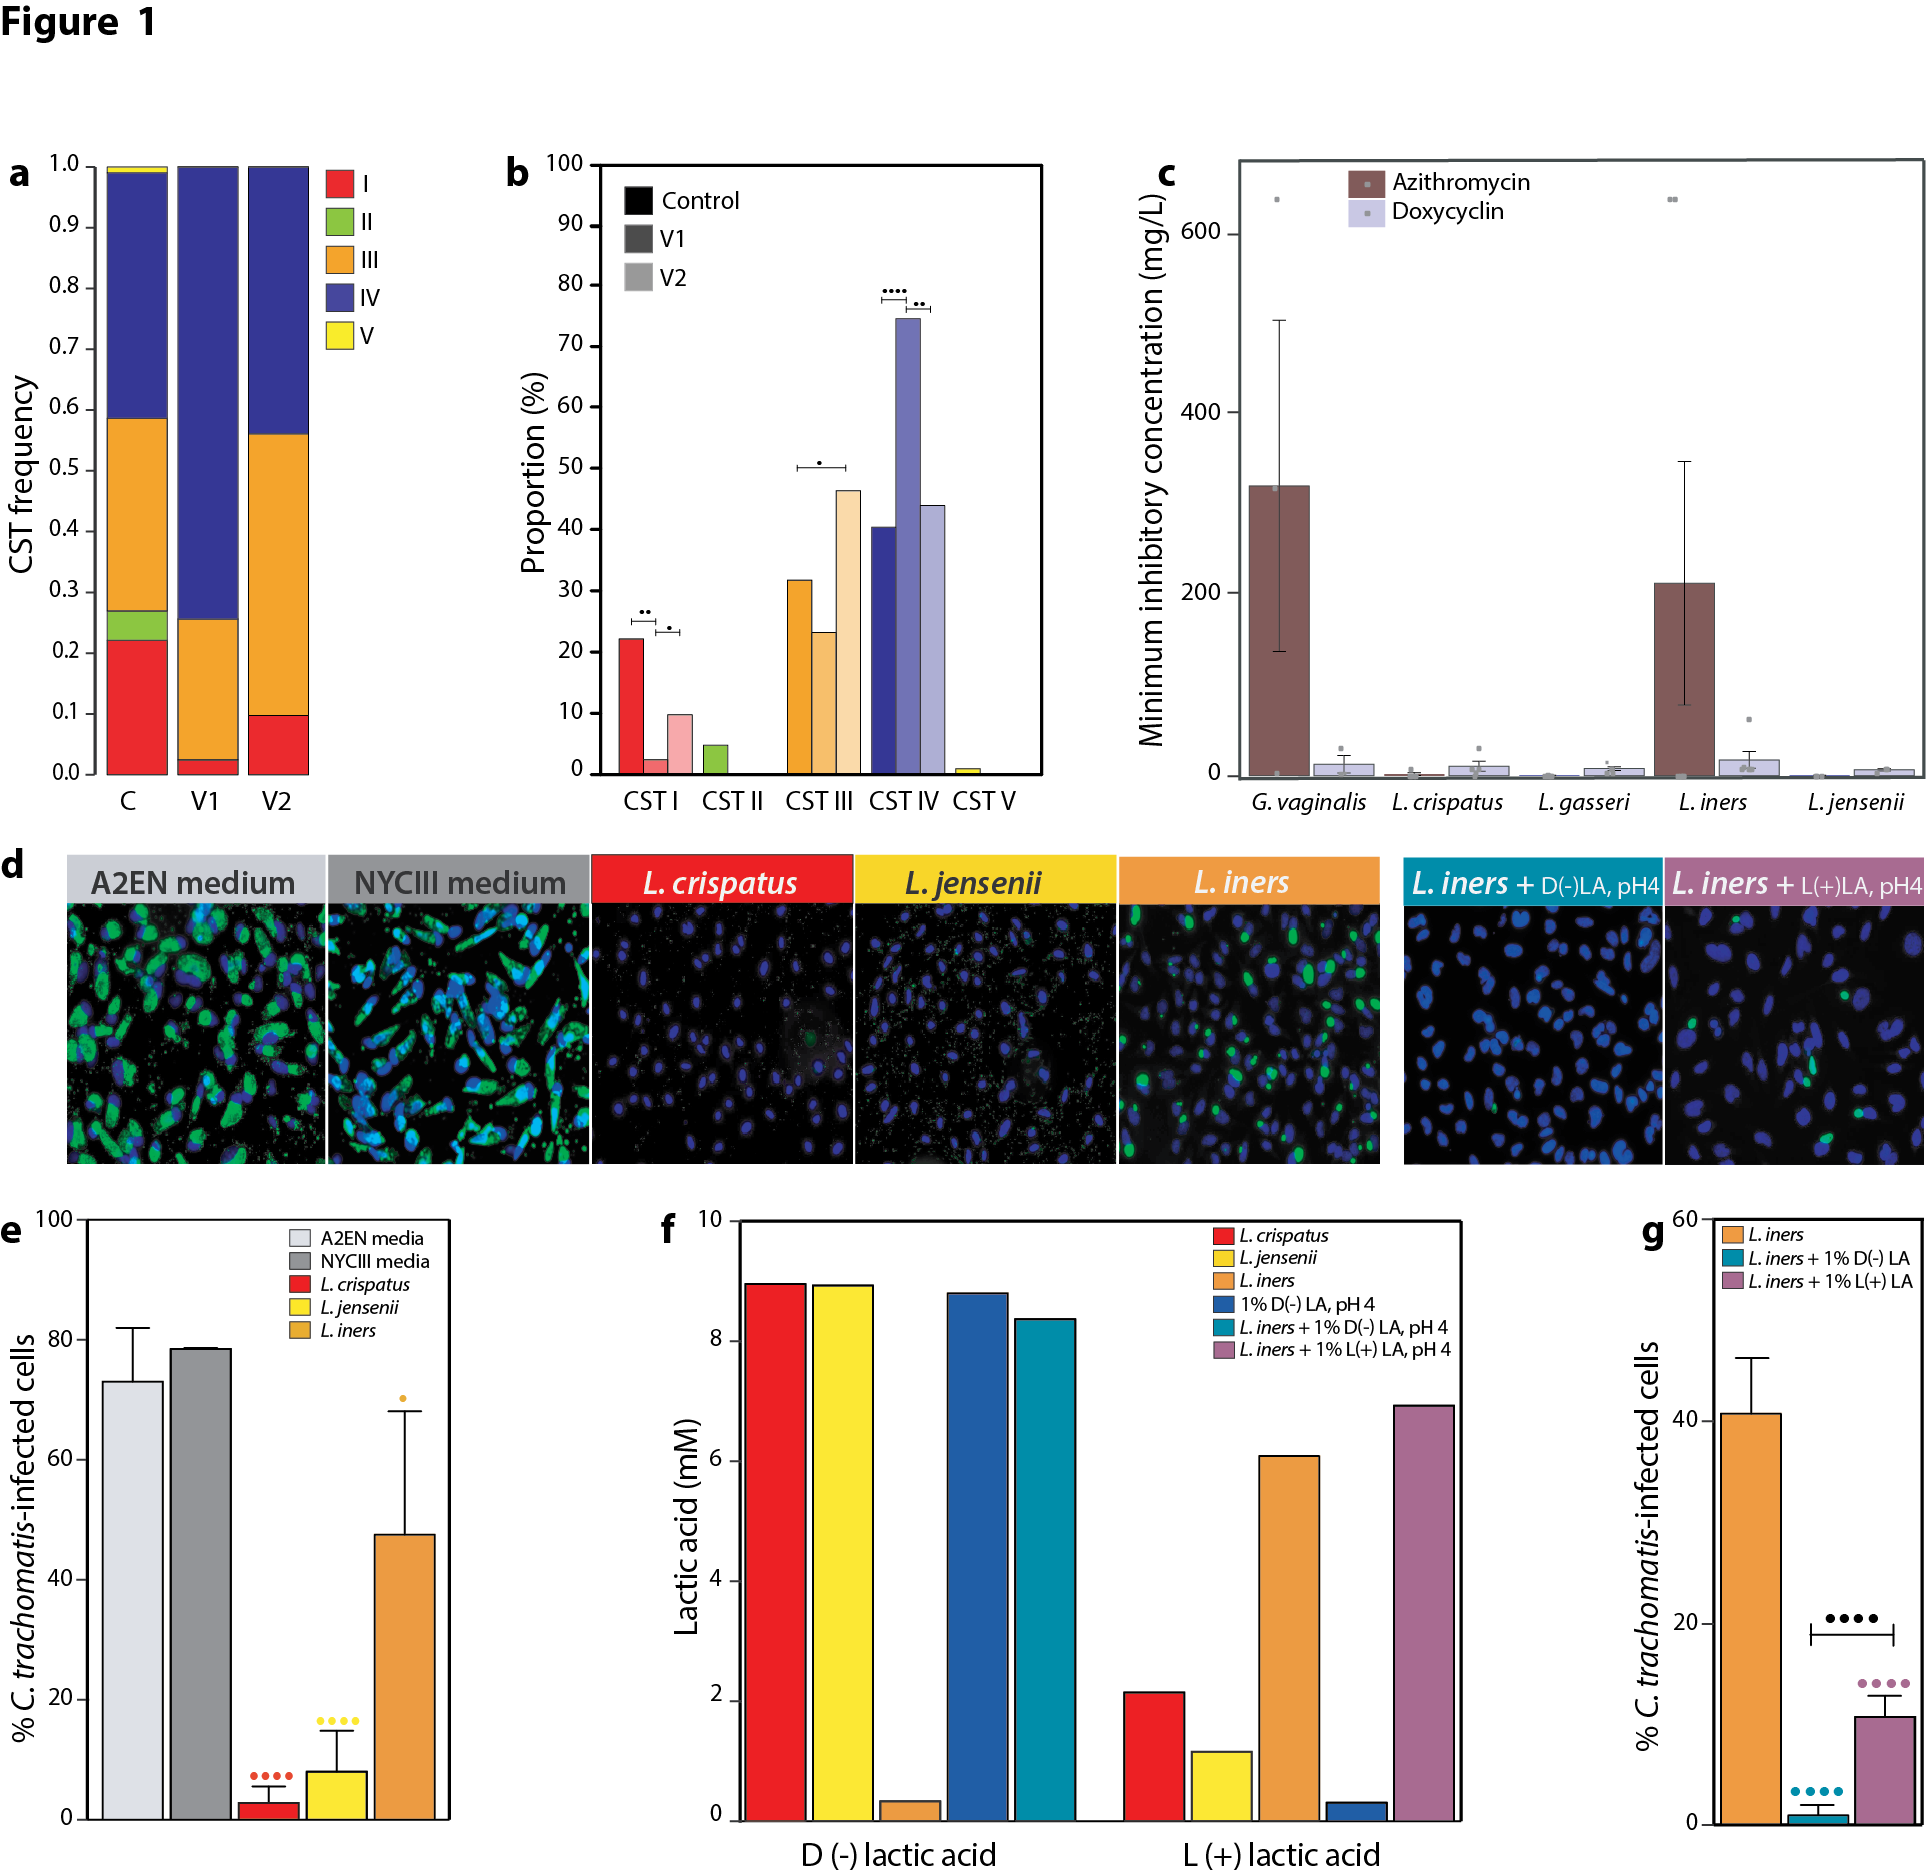 Figure 1
a
CST frequency
1.0
0.9
0.8
0.7
0.6
0.5
0.4
0.3
0.2
0.1
0.0
C V1 V2
I
II
III
IV
V
b
Proportion (%)
100
90
80
70
60
50
40
30
20
10
0
Control
V1
V2
CST I CST II CST III CST IV CST V
c
Minimum inhibitory concentration (mg/L)
600
400
200
0
Azithromycin
Doxycyclin
G. vaginalis L. crispatus L. gasseri L. iners L. jensenii
d
A2EN medium NYCIII medium L. crispatus L. jensenii L. iners L. iners + D(-)LA, pH4 L. iners + L(+)LA, pH4
e
% C. trachomatis-infected cells
100
80
60
40
20
0
A2EN media
NYCIII media
L. crispatus
L. jensenii
L. iners
f
Lactic acid (mM)
10
8
6
4
2
0
L. crispatus
L. jensenii
L. iners
1% D(-) LA, pH 4
L. iners + 1% D(-) LA, pH 4
L. iners + 1% L(+) LA, pH 4
D (-) lactic acid L (+) lactic acid
g
% C. trachomatis-infected cells
60
40
20
0
L. iners
L. iners + 1% D(-) LA
L. iners + 1% L(+) LA